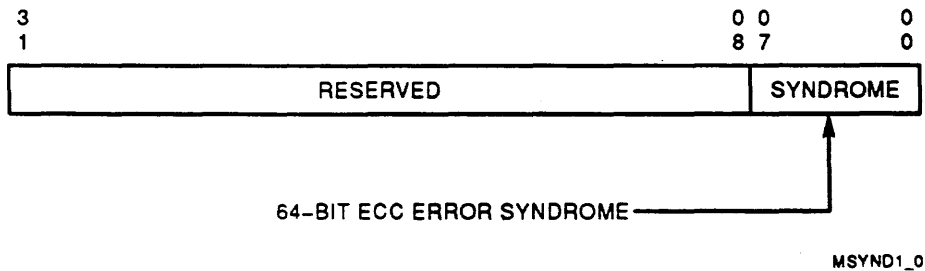 3 0 0 0
1 8 7 0
RESERVED SYNDROME
64-BIT ECC ERROR SYNDROME
MSYND1_0